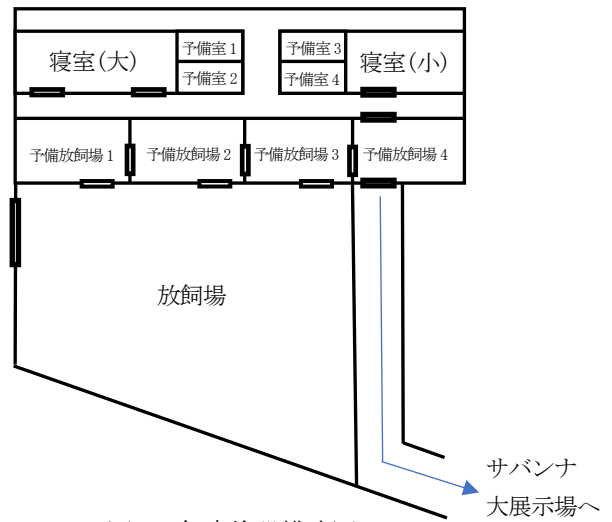 寝室(大)
予備室 1
予備室 2
予備室 3
予備室 4
寝室(小)
予備放飼場 1
予備放飼場 2
予備放飼場 3
予備放飼場 4
放飼場
サバンナ
大展示場へ